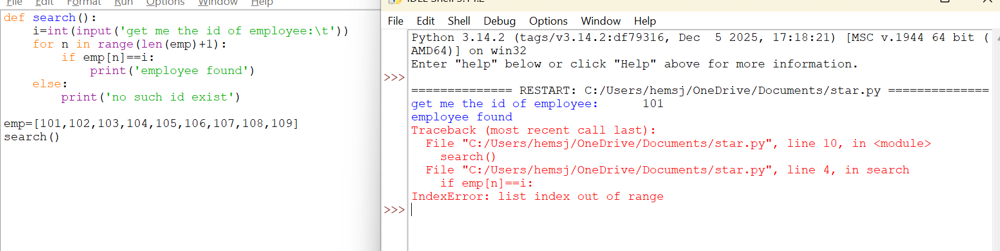 File Edit Format Run Options Window Help
def search():
    i=int(input('get me the id of employee:\t'))
    for n in range(len(emp)+1):
        if emp[n]==i:
            print('employee found')
    else:
        print('no such id exist')
emp=[101,102,103,104,105,106,107,108,109]
search()
IDLE Shell 3.14.2
File Edit Shell Debug Options Window Help
Python 3.14.2 (tags/v3.14.2:df79316, Dec  5 2025, 17:18:21) [MSC v.1944 64 bit (
AMD64)] on win32
Enter "help" below or click "Help" above for more information.
>>>
============== RESTART: C:/Users/hemsj/OneDrive/Documents/star.py ==============
get me the id of employee:	101
employee found
Traceback (most recent call last):
  File "C:/Users/hemsj/OneDrive/Documents/star.py", line 10, in <module>
    search()
  File "C:/Users/hemsj/OneDrive/Documents/star.py", line 4, in search
    if emp[n]==i:
IndexError: list index out of range
>>>